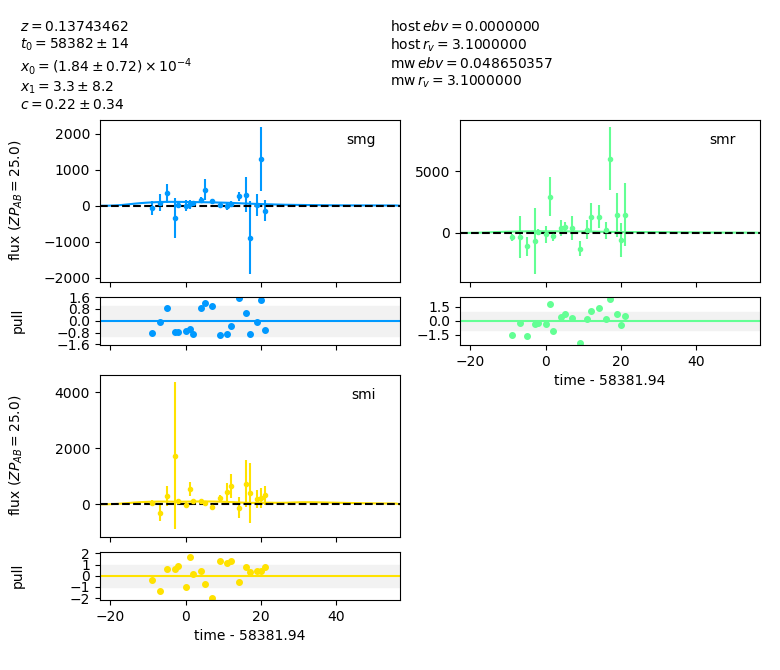 z = 0.13743462
t₀ = 58382 ± 14
x₀ = (1.84 ± 0.72) × 10⁻⁴
x₁ = 3.3 ± 8.2
c = 0.22 ± 0.34
host ebv = 0.0000000
host r_v = 3.1000000
mw ebv = 0.048650357
mw r_v = 3.1000000
smg
flux (ZP_AB = 25.0)
2000
1000
0
−1000
−2000
pull
1.6
0.8
0.0
−0.8
−1.6
smr
5000
0
1.5
0.0
−1.5
−20 0 20 40
time - 58381.94
smi
flux (ZP_AB = 25.0)
4000
2000
0
pull
2
1
0
−1
−2
−20 0 20 40
time - 58381.94